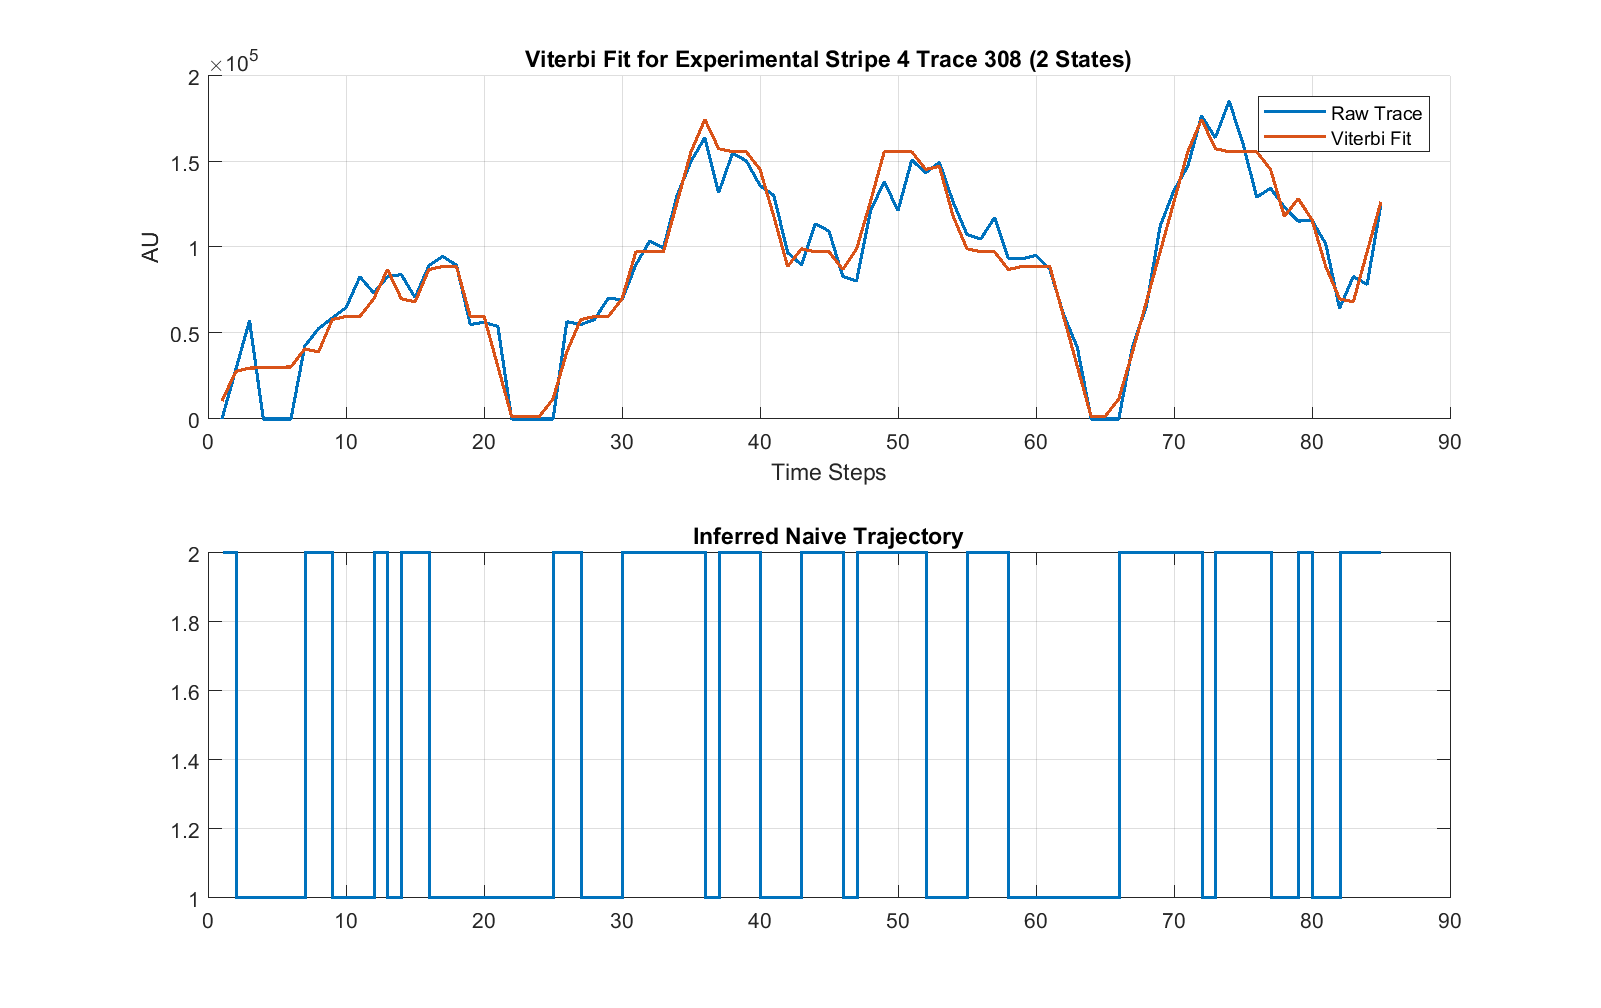 Viterbi Fit for Experimental Stripe 4 Trace 308 (2 States)
×10^5
2
1.5
1
0.5
0
AU
Raw Trace
Viterbi Fit
0 10 20 30 40 50 60 70 80 90
Time Steps
Inferred Naive Trajectory
2
1.8
1.6
1.4
1.2
1
0 10 20 30 40 50 60 70 80 90